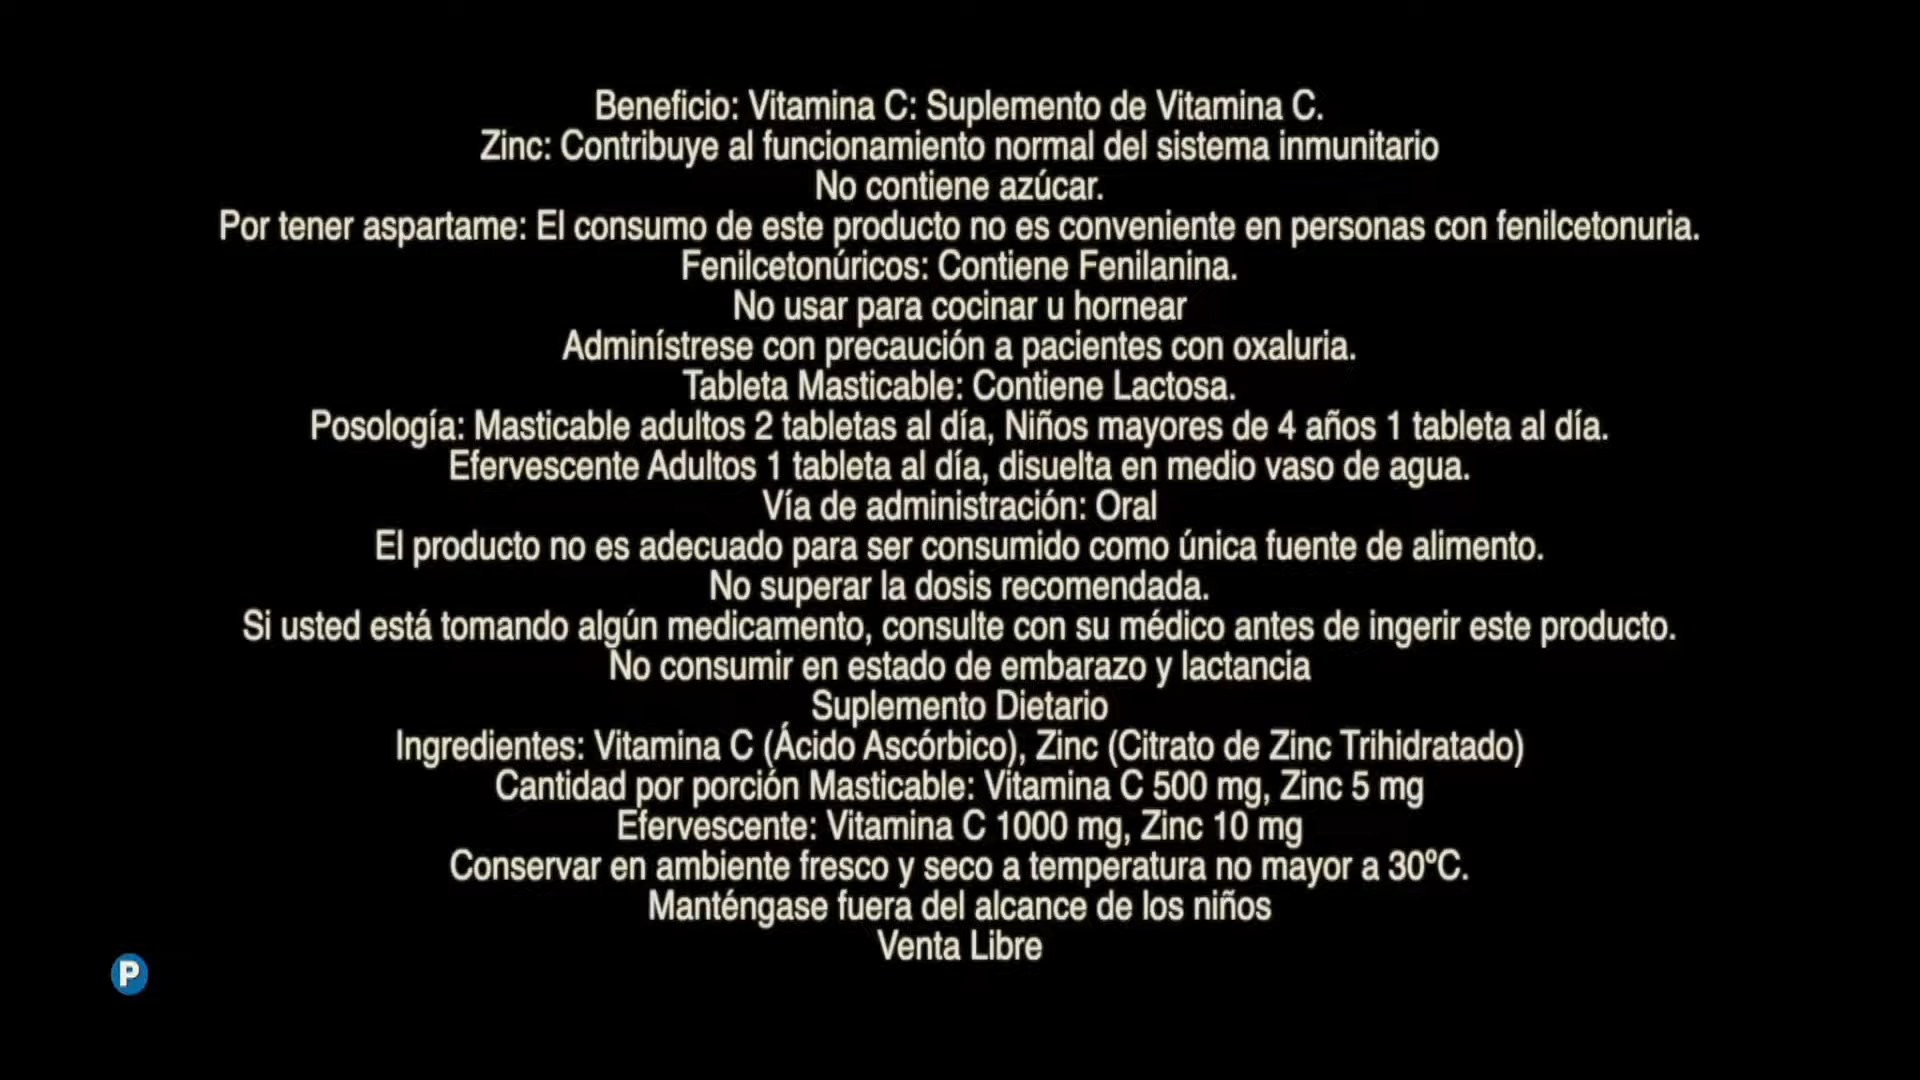 Beneficio: Vitamina C: Suplemento de Vitamina C.
Zinc: Contribuye al funcionamiento normal del sistema inmunitario
No contiene azúcar.
Por tener aspartame: El consumo de este producto no es conveniente en personas con fenilcetonuria.
Fenilcetonúricos: Contiene Fenilanina.
No usar para cocinar u hornear
Adminístrese con precaución a pacientes con oxaluria.
Tableta Masticable: Contiene Lactosa.
Posología: Masticable adultos 2 tabletas al día, Niños mayores de 4 años 1 tableta al día.
Efervescente Adultos 1 tableta al día, disuelta en medio vaso de agua.
Vía de administración: Oral
El producto no es adecuado para ser consumido como única fuente de alimento.
No superar la dosis recomendada.
Si usted está tomando algún medicamento, consulte con su médico antes de ingerir este producto.
No consumir en estado de embarazo y lactancia
Suplemento Dietario
Ingredientes: Vitamina C (Ácido Ascórbico), Zinc (Citrato de Zinc Trihidratado)
Cantidad por porción Masticable: Vitamina C 500 mg, Zinc 5 mg
Efervescente: Vitamina C 1000 mg, Zinc 10 mg
Conservar en ambiente fresco y seco a temperatura no mayor a 30ºC.
Manténgase fuera del alcance de los niños
Venta Libre
P